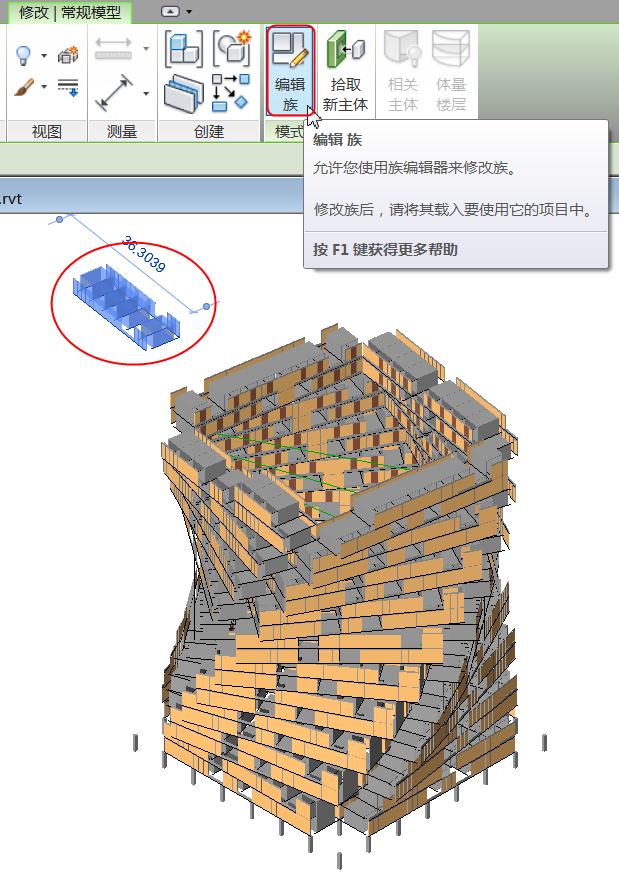 修改 | 常规模型
编辑
族
拾取
新主体
相关
主体
体量
楼层
视图
测量
创建
模式
编辑 族
允许您使用族编辑器来修改族。
修改族后，请将其载入要使用它的项目中。
按 F1 键获得更多帮助
.rvt
36.3039